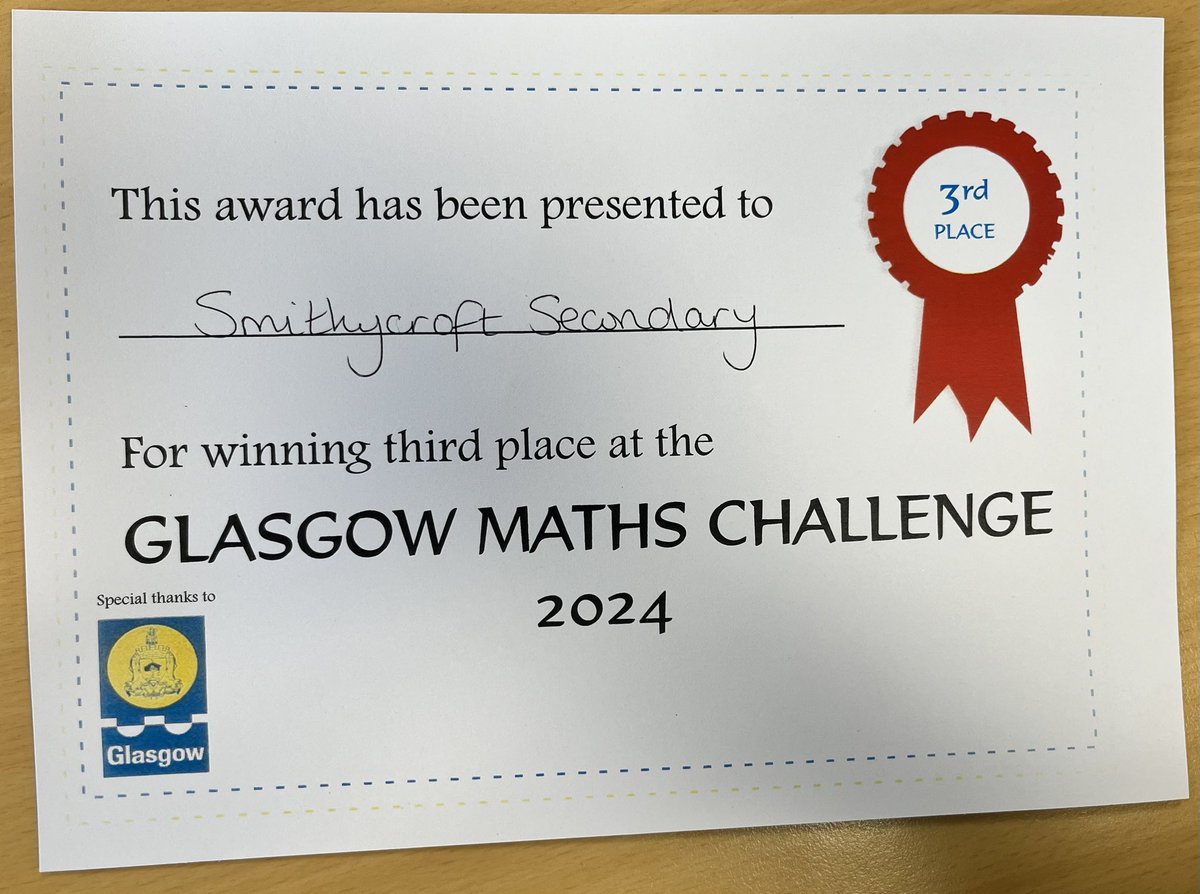 This award has been presented to
3rd
PLACE
Smithycroft Secondary
For winning third place at the
GLASGOW MATHS CHALLENGE
2024
Special thanks to
Glasgow